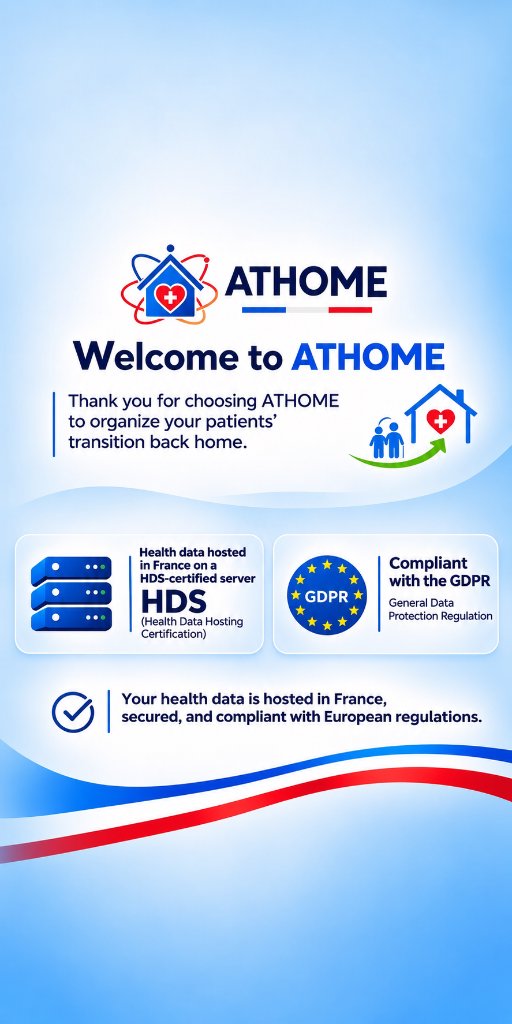 ATHOME
Welcome to ATHOME
Thank you for choosing ATHOME
to organize your patients’
transition back home.
Health data hosted
in France on a
HDS-certified server
HDS
(Health Data Hosting
Certification)
GDPR
Compliant
with the GDPR
General Data
Protection Regulation
Your health data is hosted in France,
secured, and compliant with European regulations.